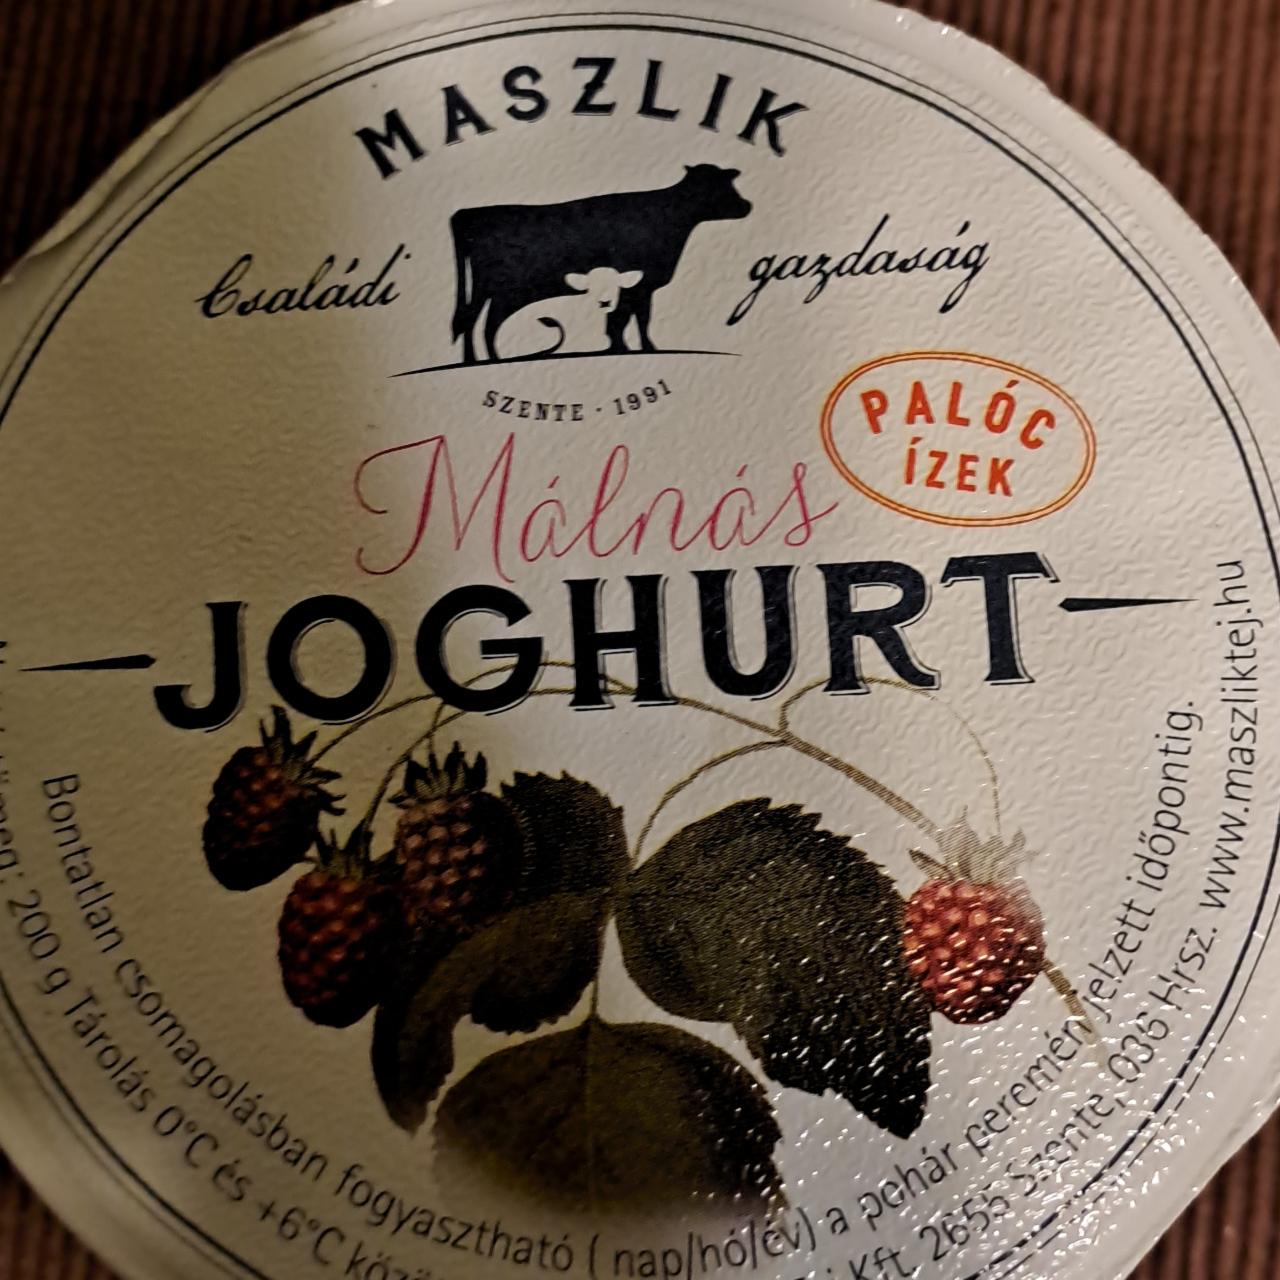 MASZLIK
Családi gazdaság
SZENTE · 1991
PALÓC
ÍZEK
Málnás
JOGHURT
Bontatlan csomagolásban fogyasztható ( nap/hó/év) a pohár peremén jelzett időpontig.
200 g Tárolás 0°C és +6°C
Kft. 2655 Szente, 036 Hrsz. www.maszliktej.hu